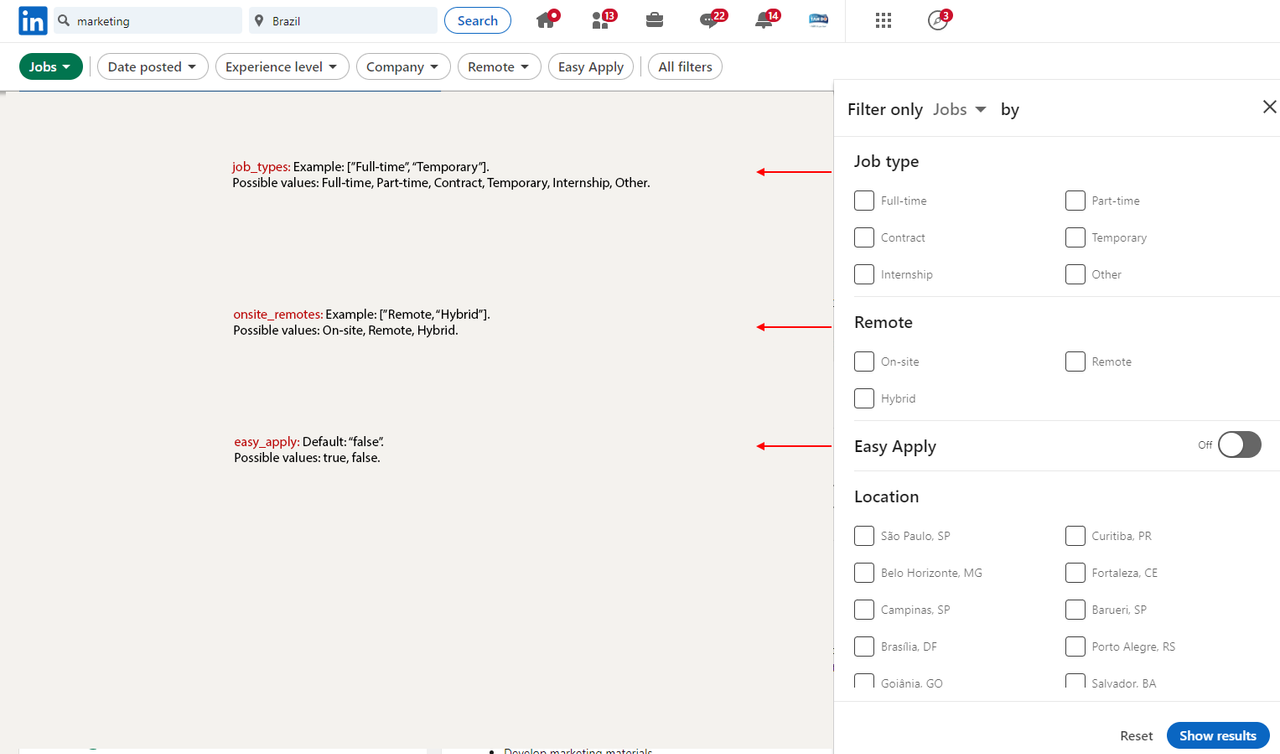 in marketing Brazil Search 13 22 14 3
Jobs Date posted Experience level Company Remote Easy Apply All filters
Filter only Jobs by
job_types: Example: ["Full-time", "Temporary"].
Possible values: Full-time, Part-time, Contract, Temporary, Internship, Other.
Job type
Full-time Part-time
Contract Temporary
Internship Other
onsite_remotes: Example: ["Remote, "Hybrid"].
Possible values: On-site, Remote, Hybrid.
Remote
On-site Remote
Hybrid
easy_apply: Default: "false".
Possible values: true, false.
Easy Apply Off
Location
São Paulo, SP Curitiba, PR
Belo Horizonte, MG Fortaleza, CE
Campinas, SP Barueri, SP
Brasília, DF Porto Alegre, RS
Goiânia, GO Salvador, BA
Reset Show results
Develop marketing materials